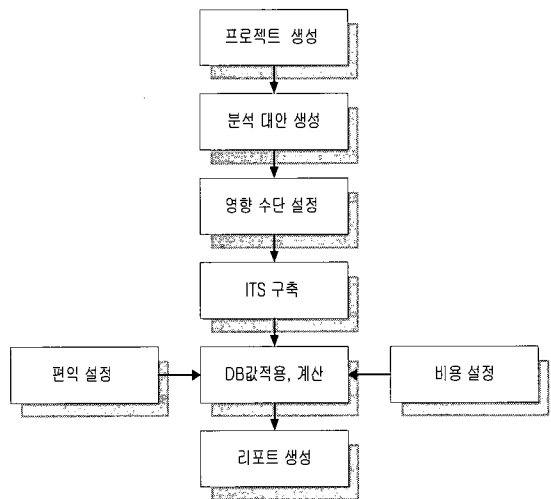 프로젝트 생성
분석 대안 생성
영향 수단 설정
ITS 구축
편익 설정
DB값적용, 계산
비용 설정
리포트 생성